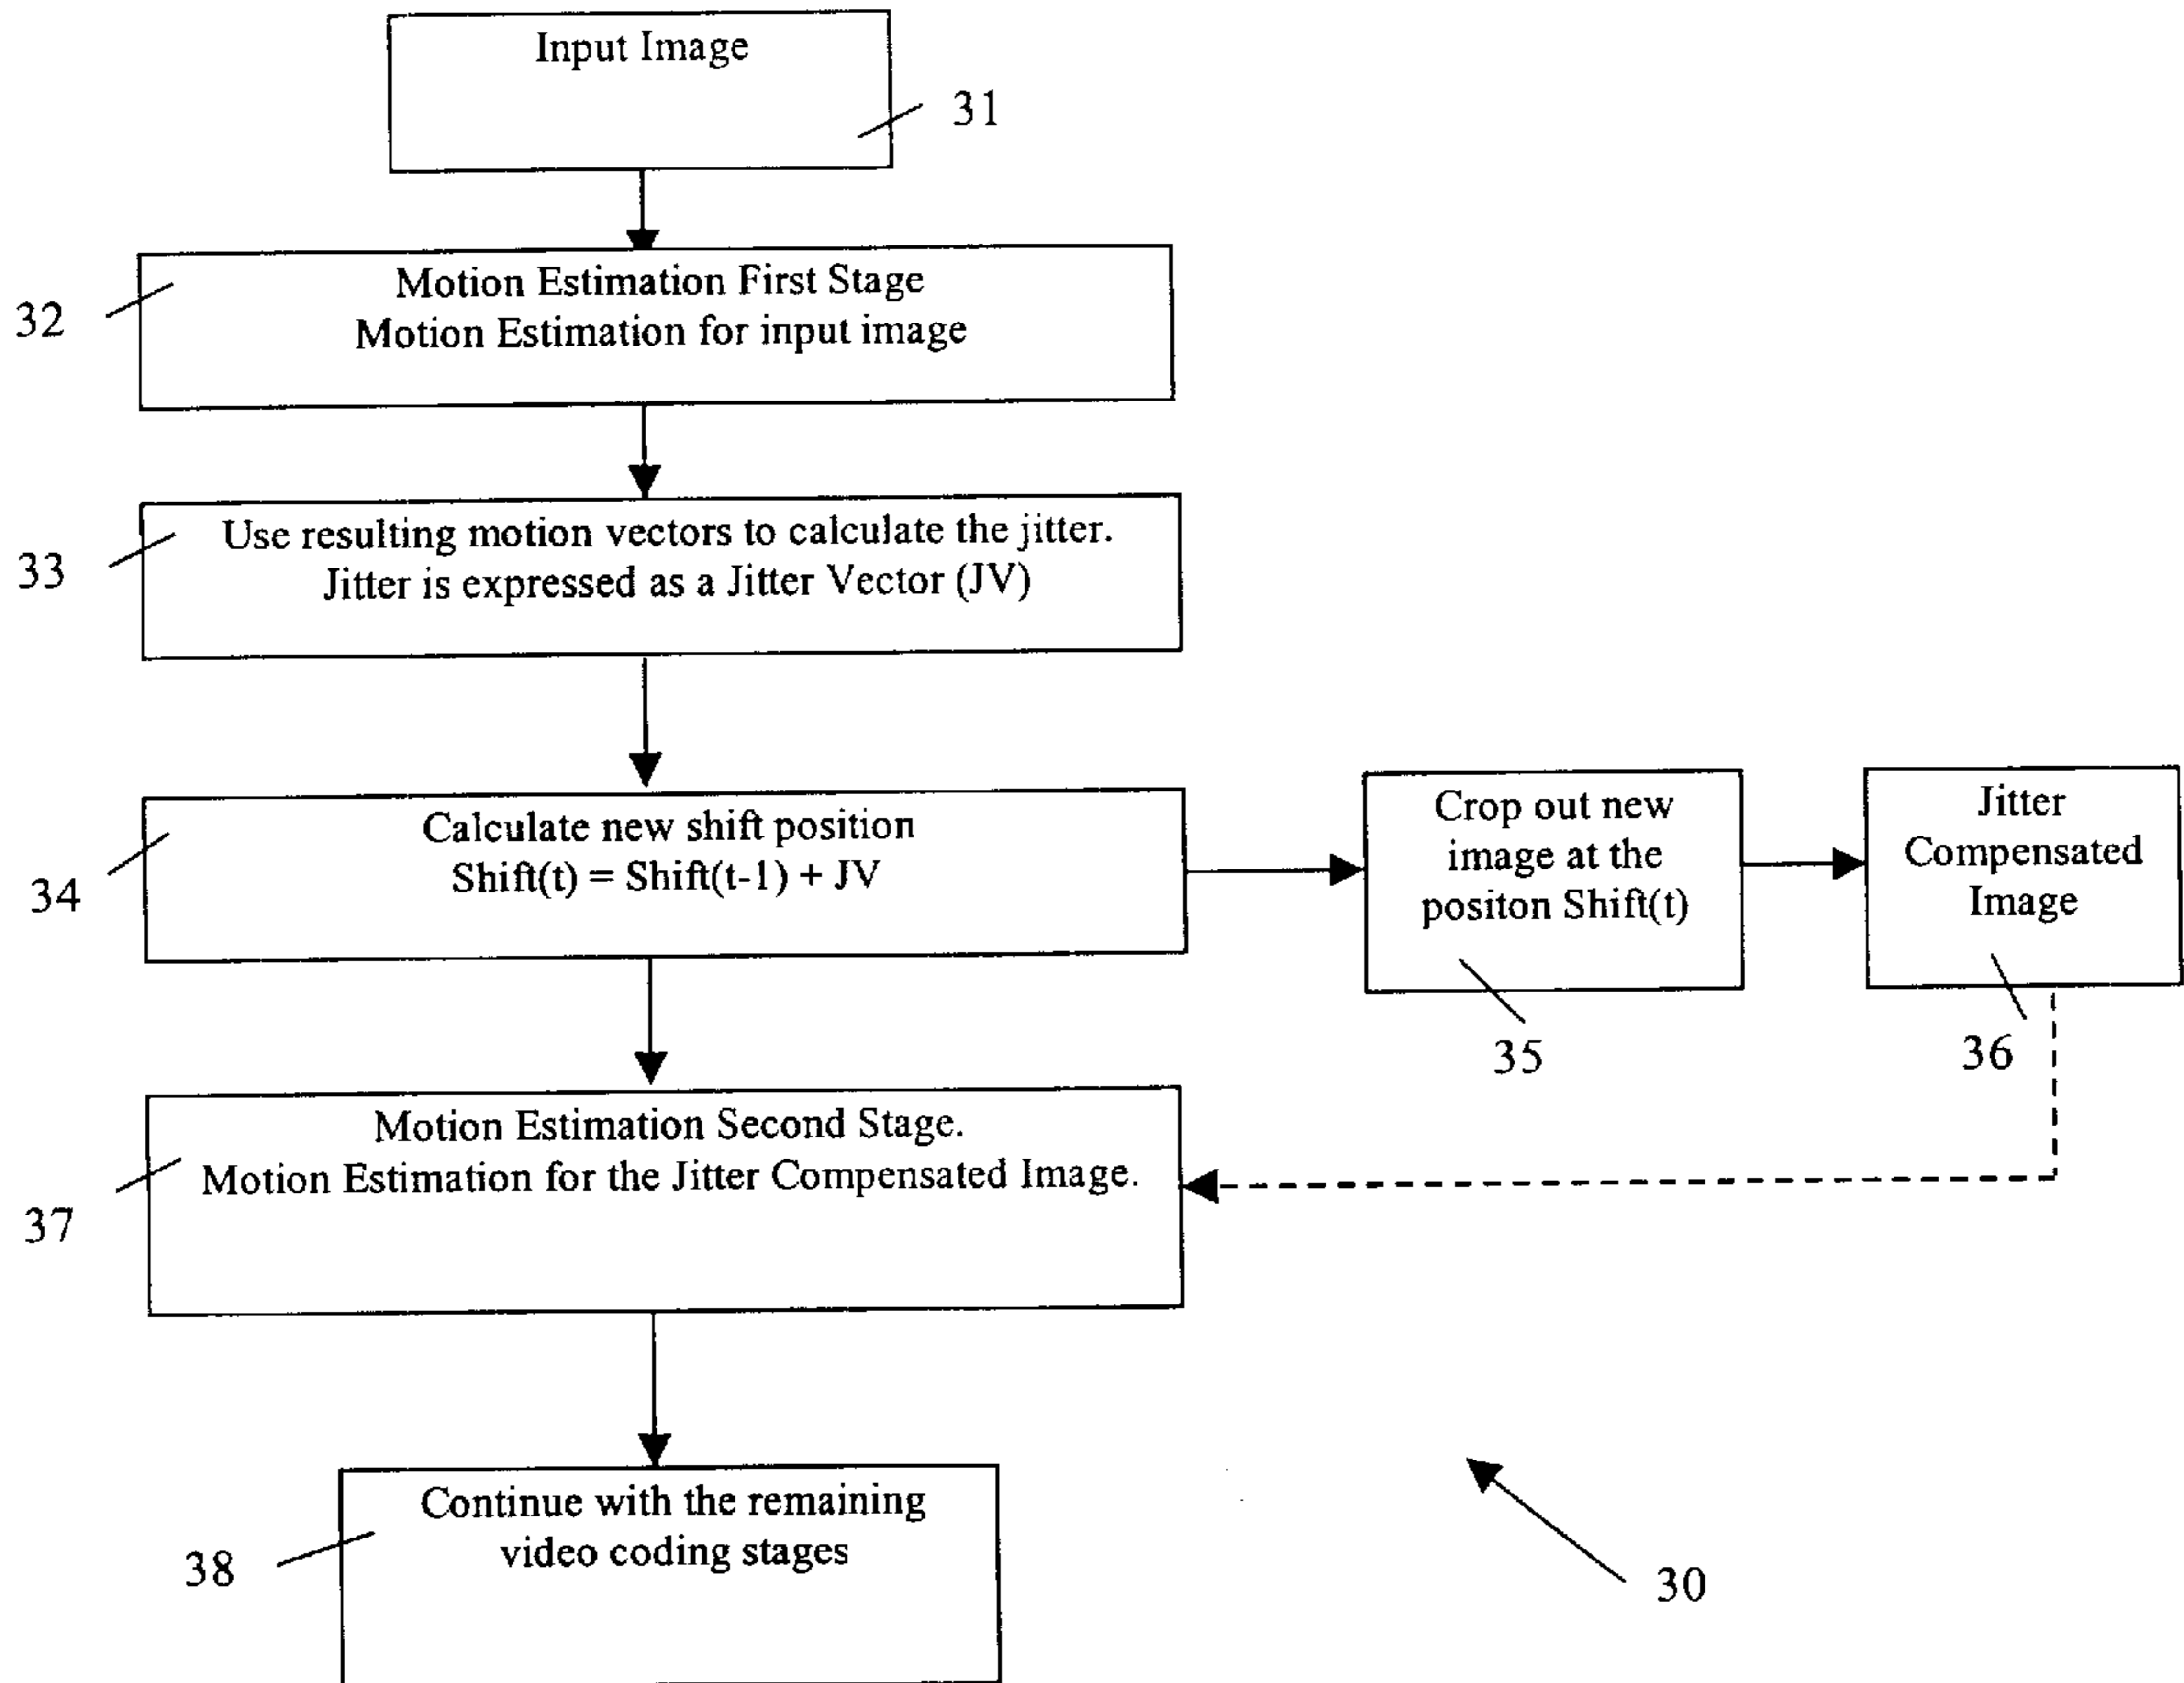 Input Image
31
32
Motion Estimation First Stage
Motion Estimation for input image
33
Use resulting motion vectors to calculate the jitter.
Jitter is expressed as a Jitter Vector (JV)
34
Calculate new shift position
Shift(t) = Shift(t-1) + JV
Crop out new
image at the
positon Shift(t)
35
Jitter
Compensated
Image
36
37
Motion Estimation Second Stage.
Motion Estimation for the Jitter Compensated Image.
38
Continue with the remaining
video coding stages
30